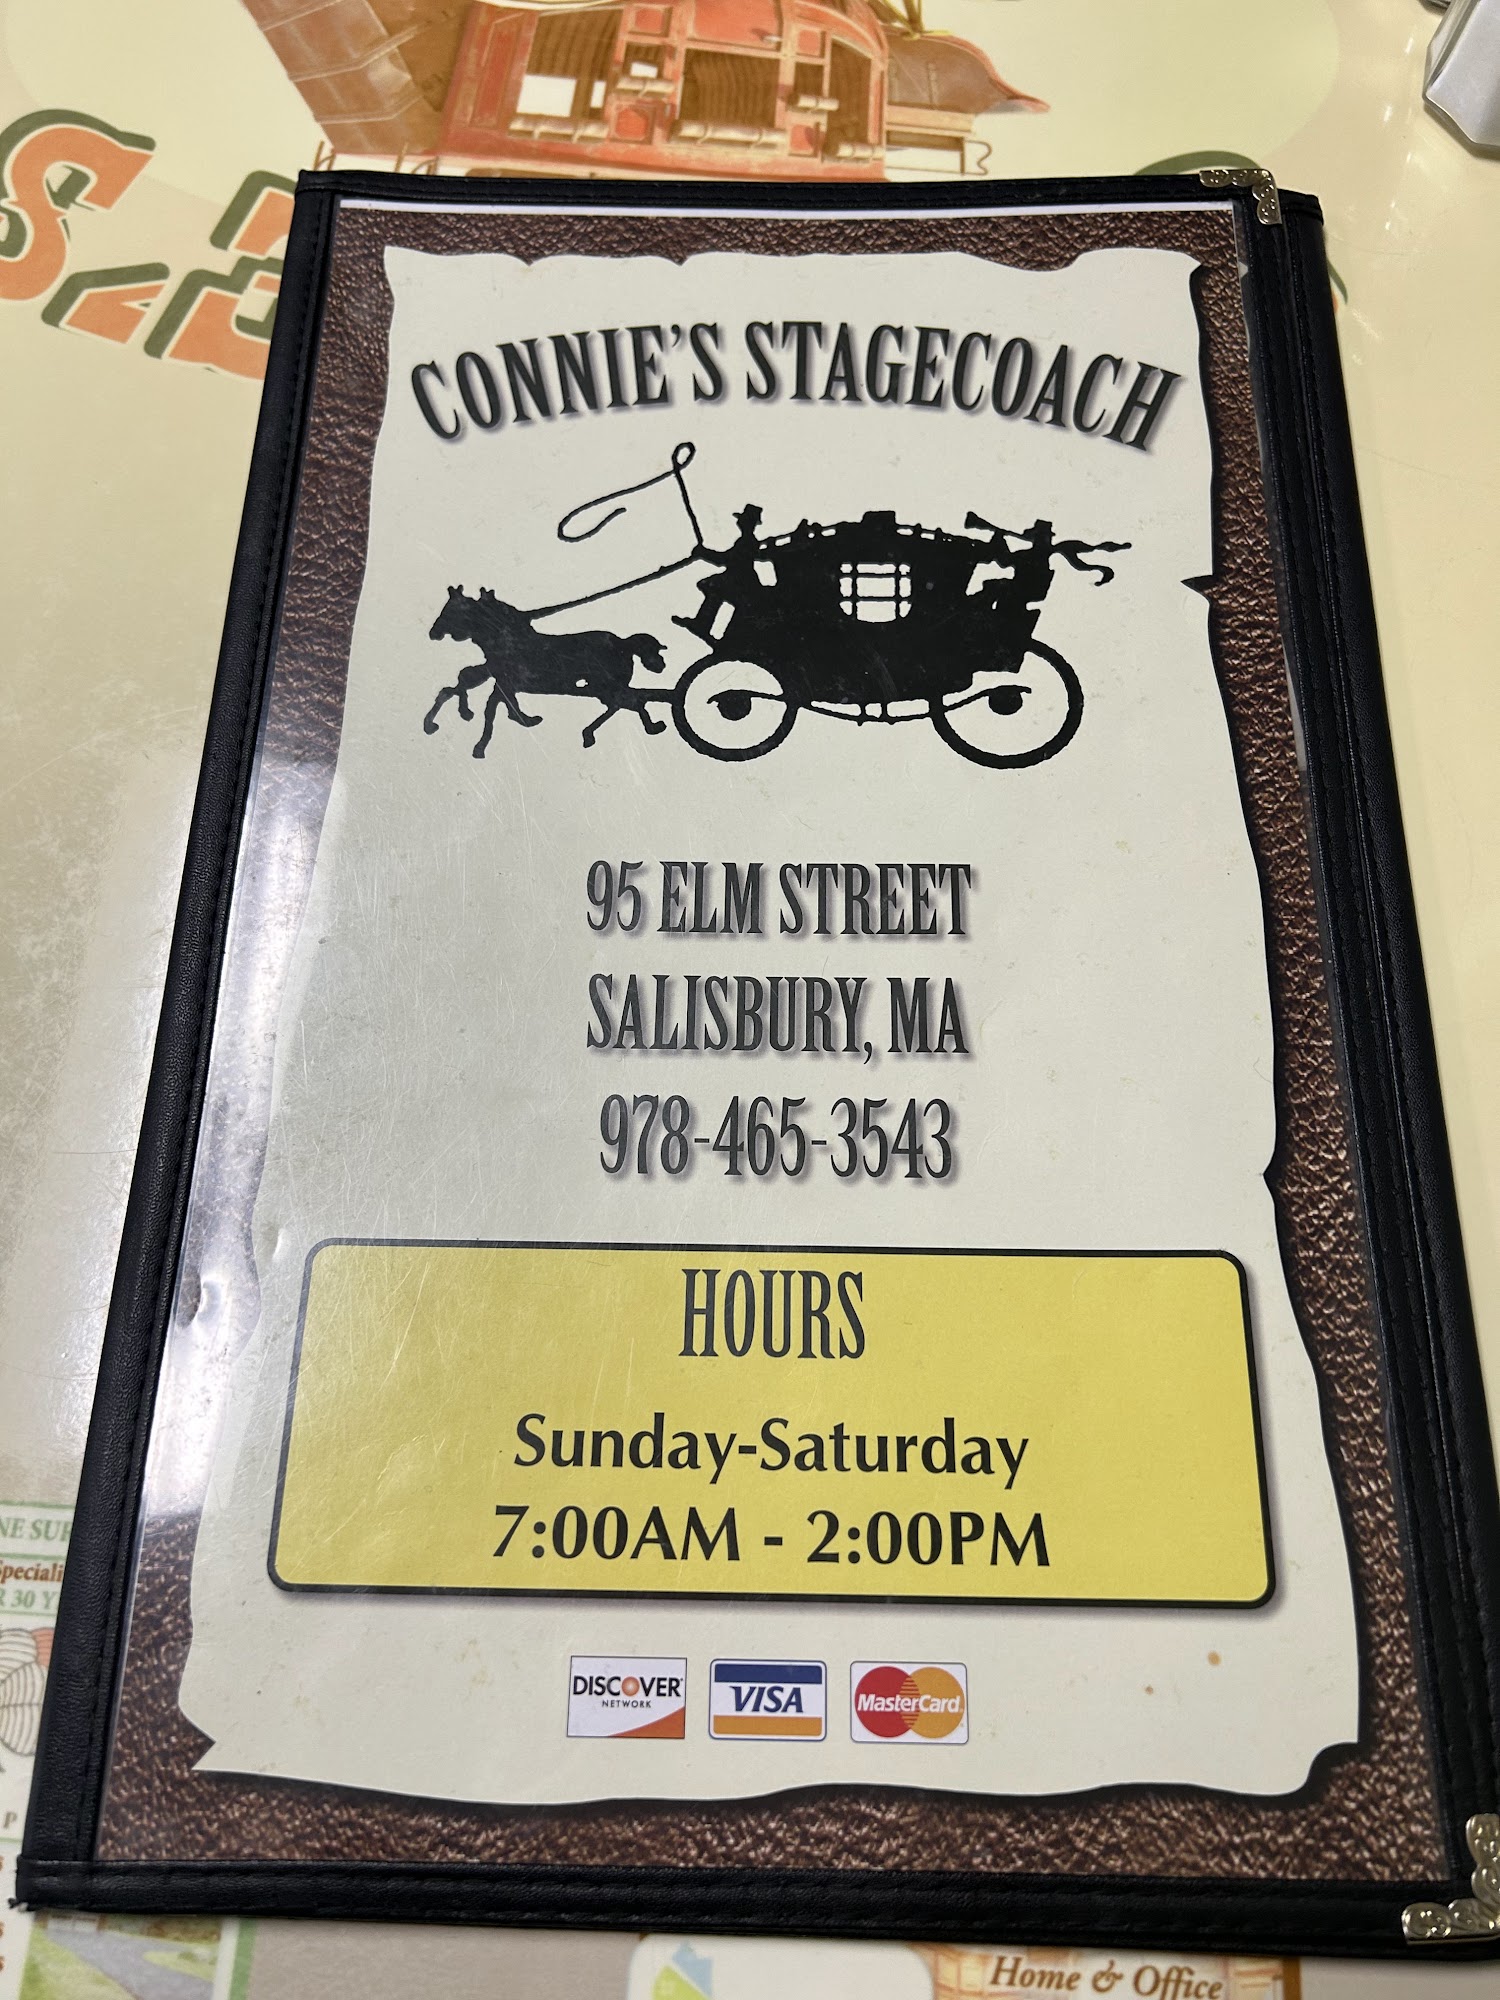 CONNIE'S STAGECOACH
95 ELM STREET
SALISBURY, MA
978-465-3543
HOURS
Sunday-Saturday
7:00AM - 2:00PM
DISCOVER
NETWORK
VISA
MasterCard
Home & Office